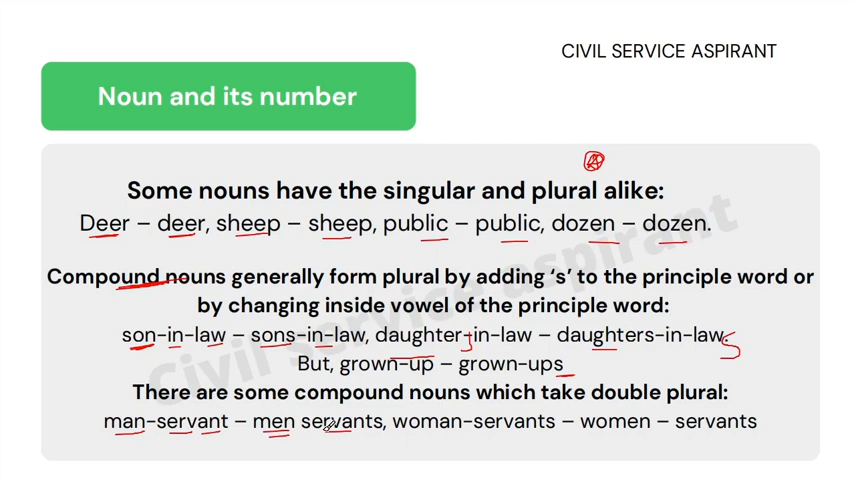 CIVIL SERVICE ASPIRANT
Noun and its number
Some nouns have the singular and plural alike:
Deer – deer, sheep – sheep, public – public, dozen – dozen.
Compound nouns generally form plural by adding ‘s’ to the principle word or
by changing inside vowel of the principle word:
son-in-law – sons-in-law, daughter-in-law – daughters-in-law.
But, grown-up – grown-ups
There are some compound nouns which take double plural:
man-servant – men servants, woman-servants – women – servants
Civil service aspirant